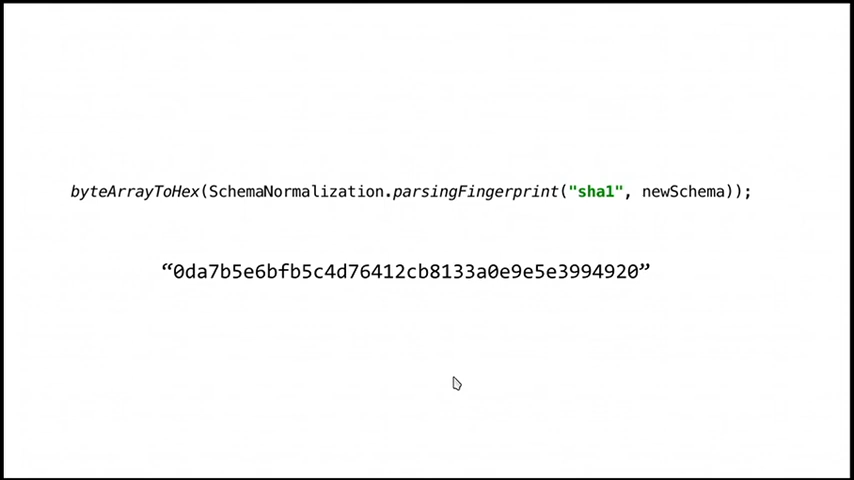 byteArrayToHex(SchemaNormalization.parsingFingerprint("sha1", newSchema));
“0da7b5e6bfb5c4d76412cb8133a0e9e5e3994920”